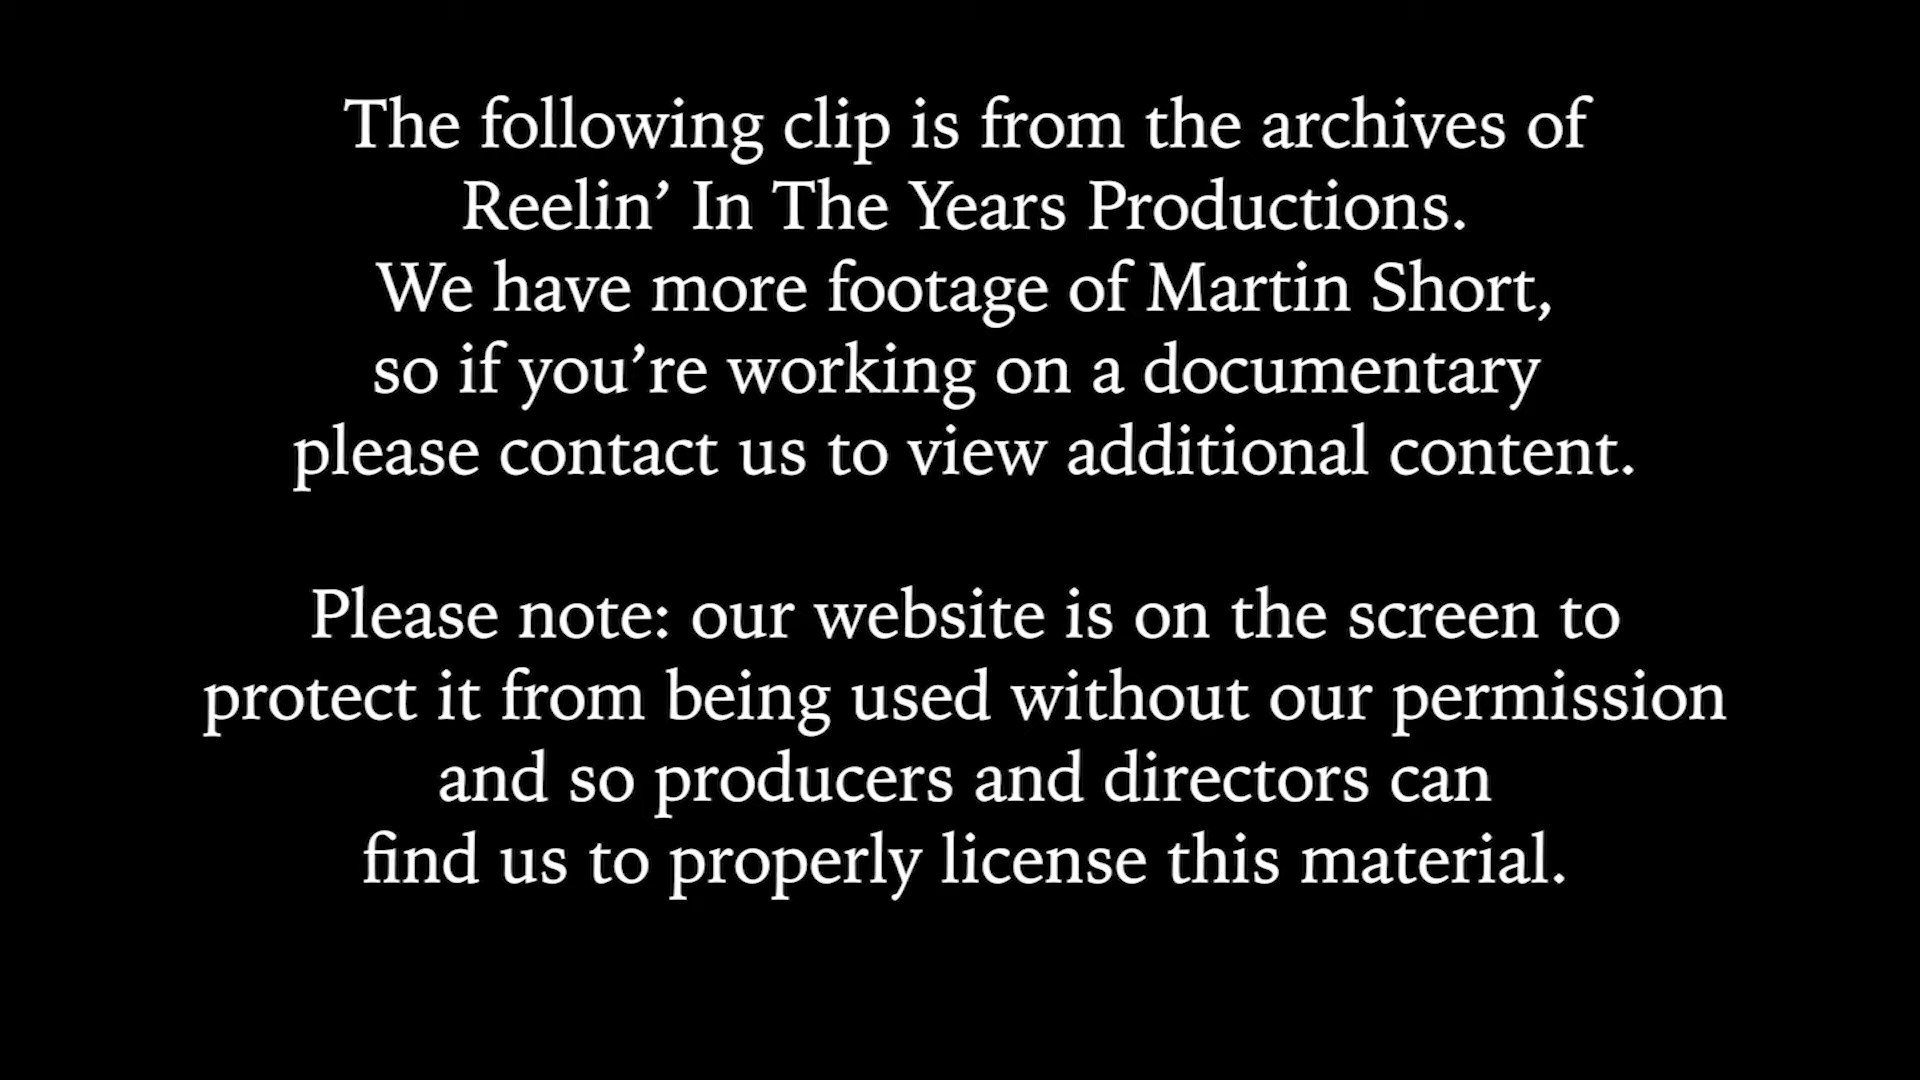 The following clip is from the archives of
Reelin’ In The Years Productions.
We have more footage of Martin Short,
so if you’re working on a documentary
please contact us to view additional content.
Please note: our website is on the screen to
protect it from being used without our permission
and so producers and directors can
find us to properly license this material.